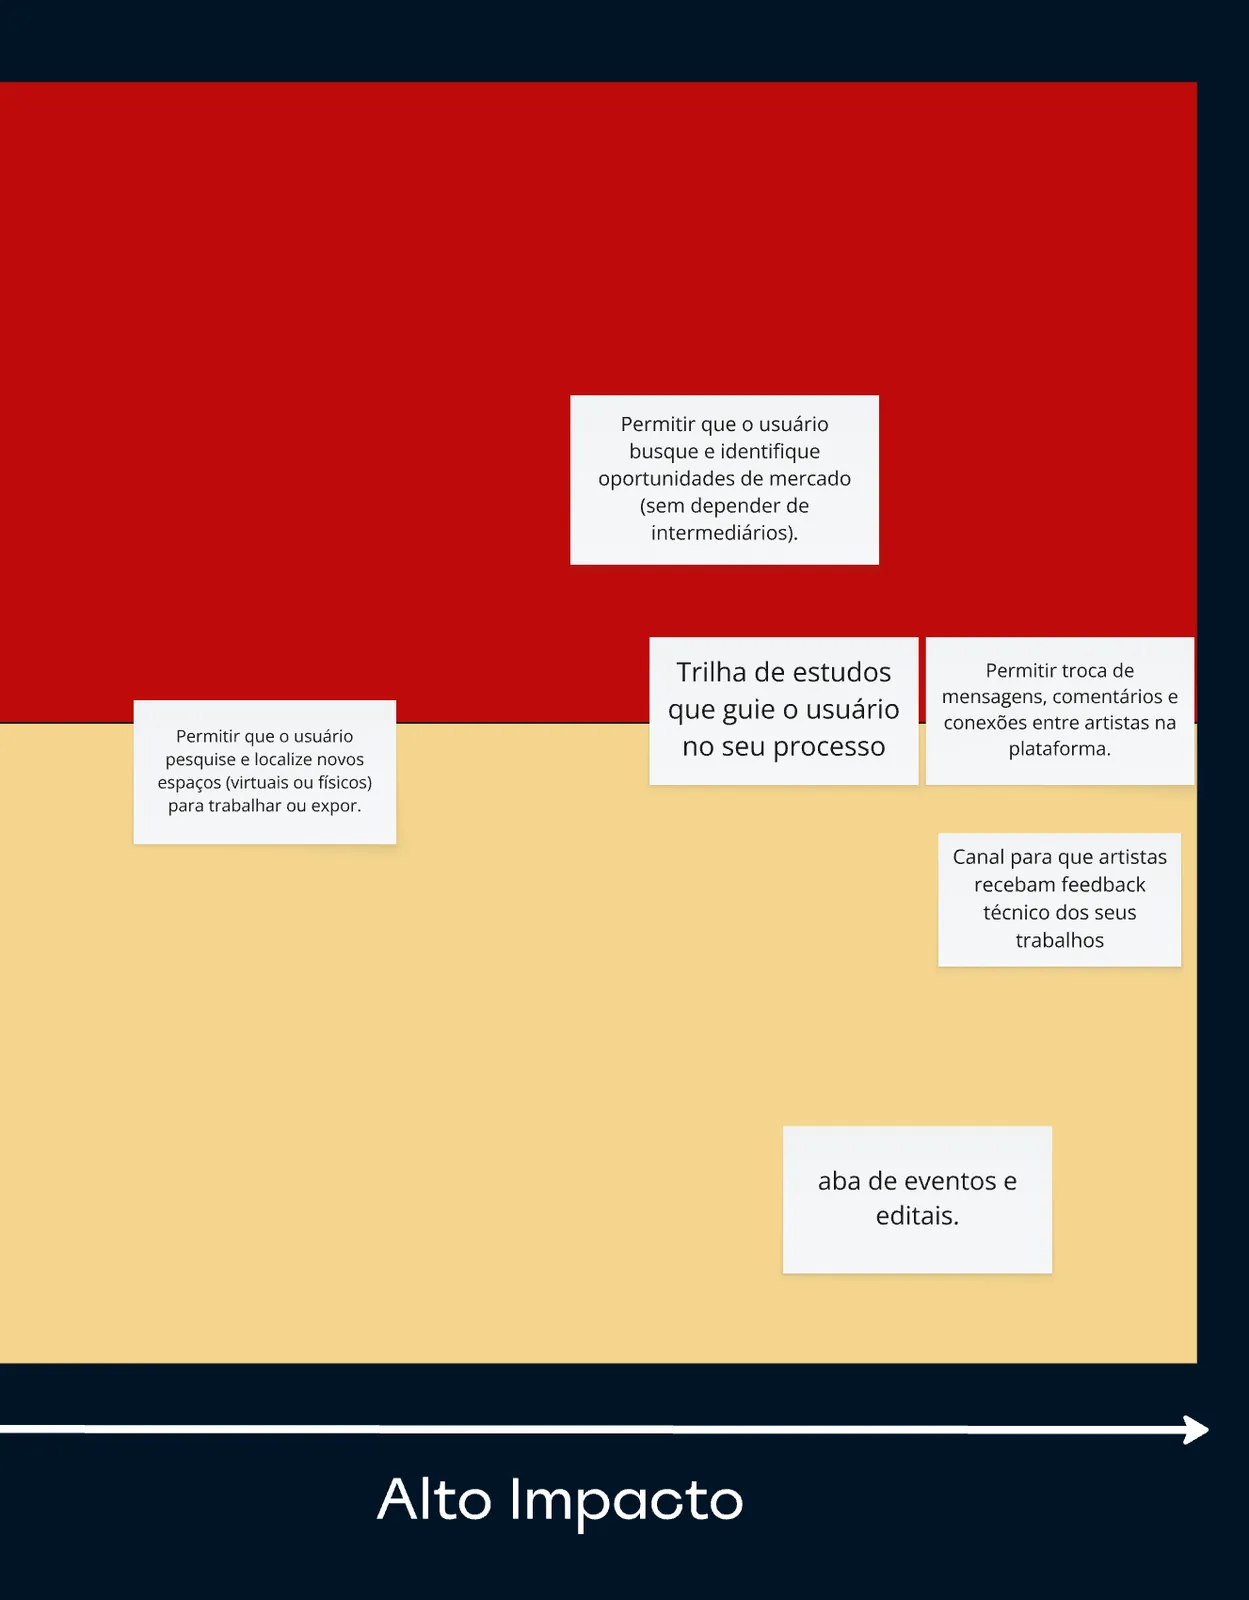 Permitir que o usuário
busque e identifique
oportunidades de mercado
(sem depender de
intermediários).
Trilha de estudos
que guie o usuário
no seu processo
Permitir troca de
mensagens, comentários e
conexões entre artistas na
plataforma.
Permitir que o usuário
pesquise e localize novos
espaços (virtuais ou físicos)
para trabalhar ou expor.
Canal para que artistas
recebam feedback
técnico dos seus
trabalhos
aba de eventos e
editais.
Alto Impacto